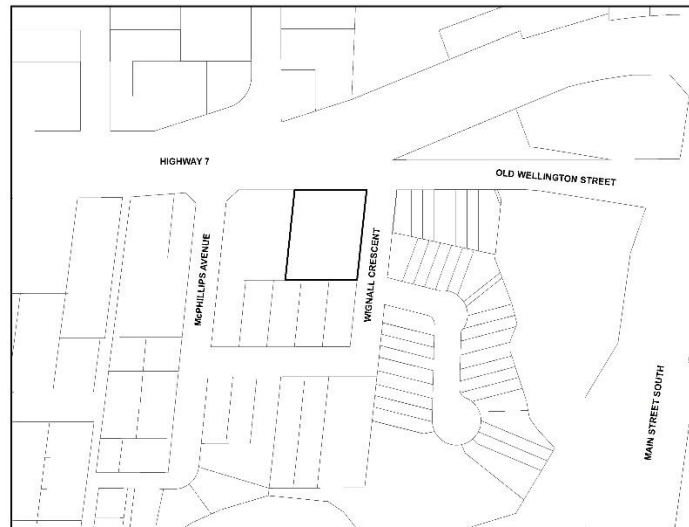 HIGHWAY 7
OLD WELLINGTON STREET
McPHILLIPS AVENUE
WIGNALL CRESCENT
MAIN STREET SOUTH